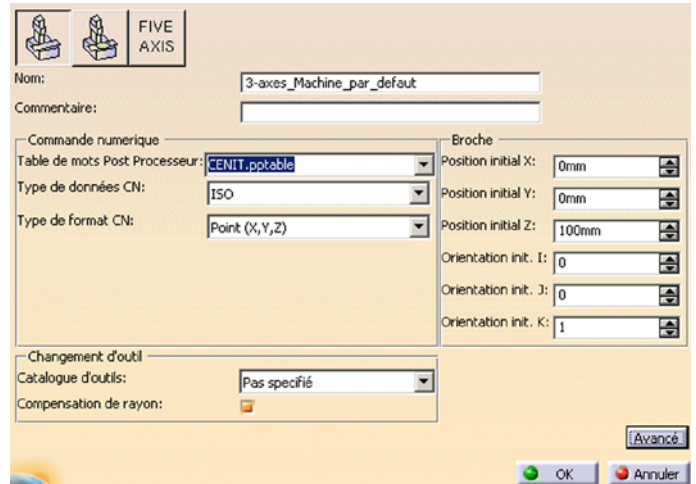 FIVE
AXIS
Nom:
3-axes_Machine_par_defaut
Commentaire:
Commande numerique
Table de mots Post Processeur:
CENIT.pptable
Type de données CN:
ISO
Type de format CN:
Point (X,Y,Z)
Broche
Position initial X:
0mm
Position initial Y:
0mm
Position initial Z:
100mm
Orientation init. I:
0
Orientation init. J:
0
Orientation init. K:
1
Changement d'outil
Catalogue d'outils:
Pas specifié
Compensation de rayon:
Avancé
OK
Annuler